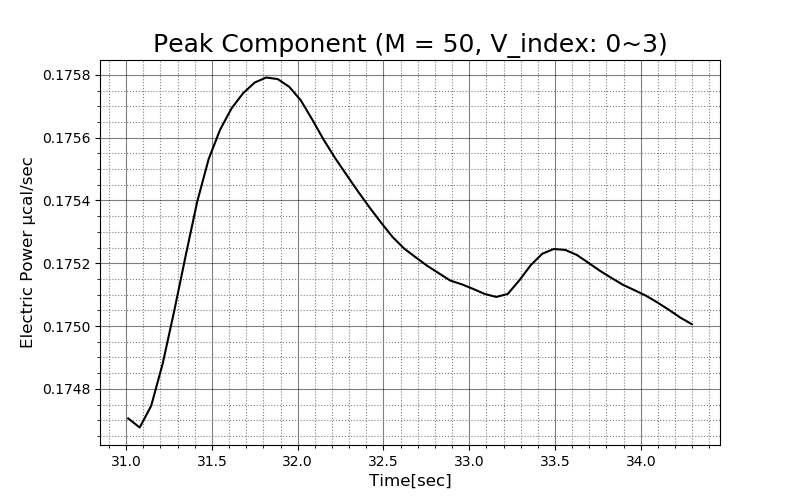 Peak Component (M = 50, V_index: 0~3)
0.1758
0.1756
0.1754
0.1752
0.1750
0.1748
Electric Power μcal/sec
31.0 31.5 32.0 32.5 33.0 33.5 34.0
Time[sec]